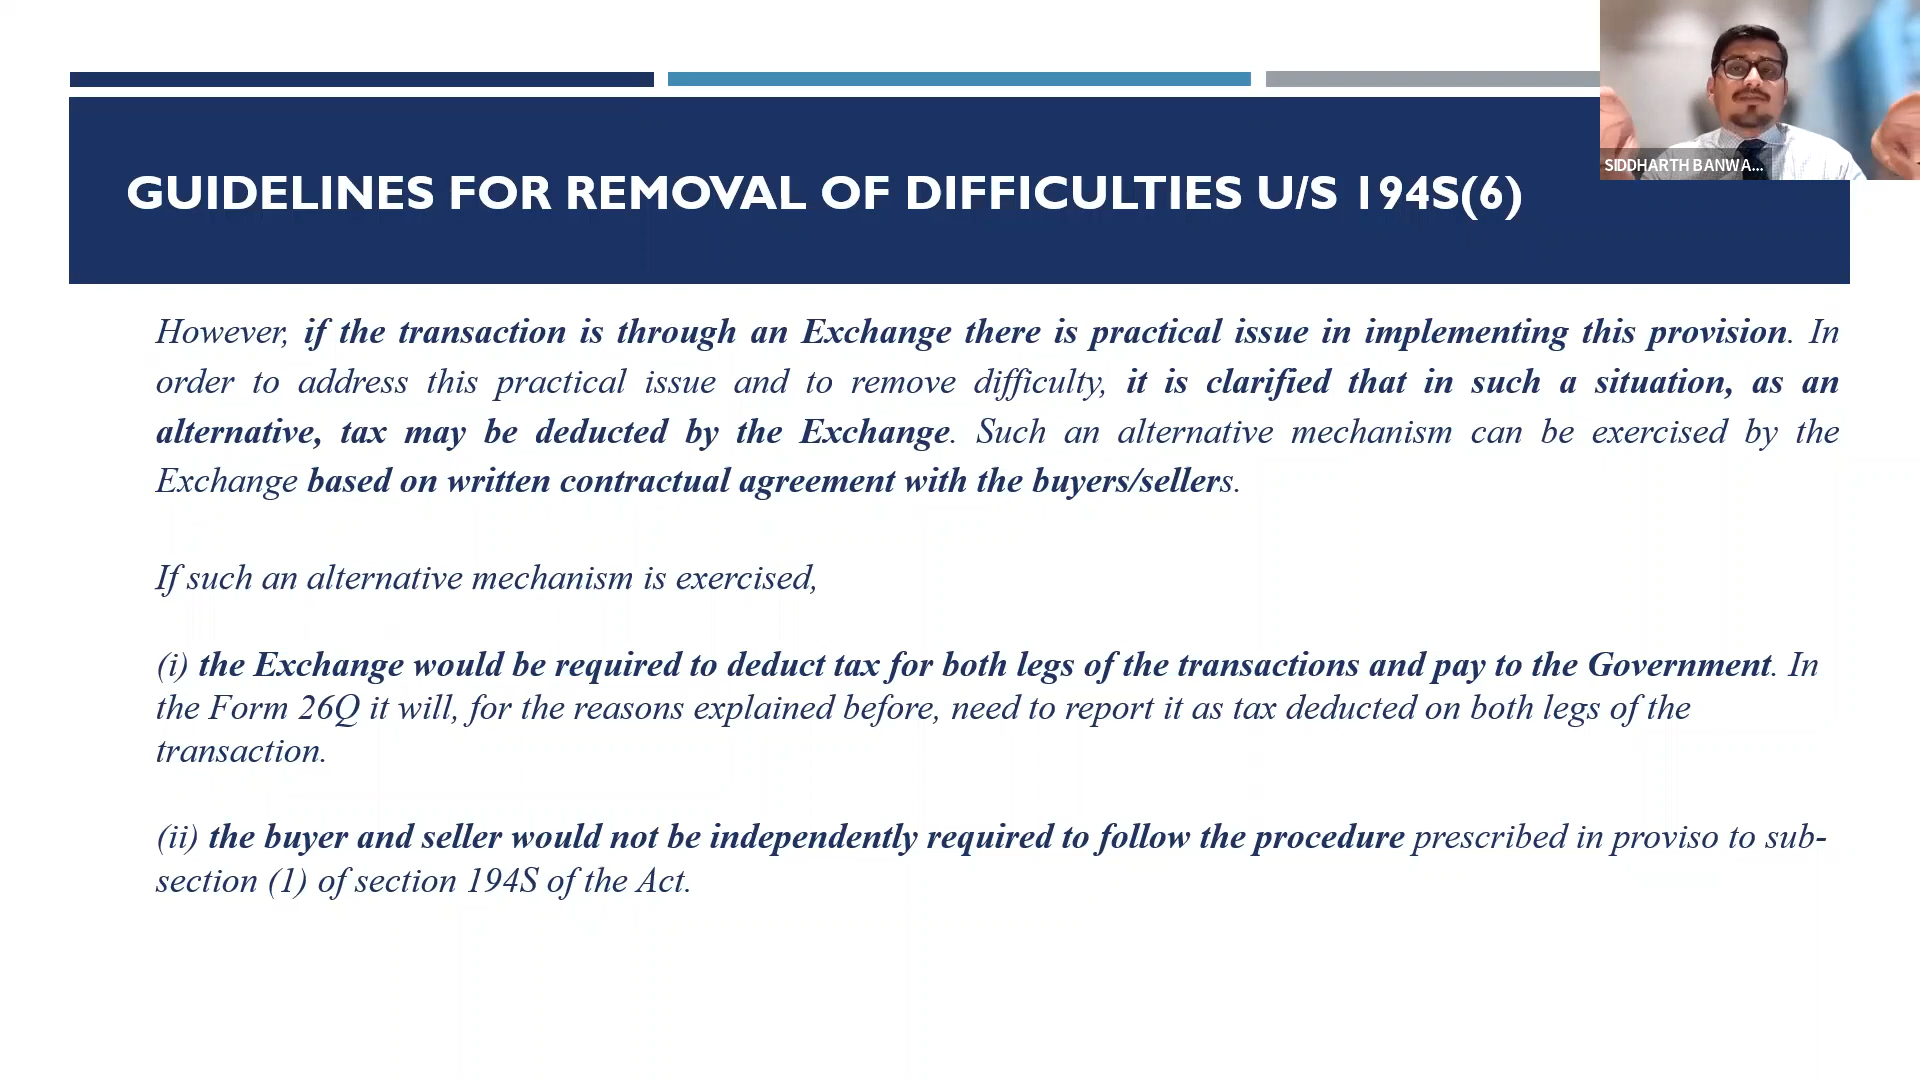 SIDDHARTH BANWA...
GUIDELINES FOR REMOVAL OF DIFFICULTIES U/S 194S(6)
However, if the transaction is through an Exchange there is practical issue in implementing this provision. In
order to address this practical issue and to remove difficulty, it is clarified that in such a situation, as an
alternative, tax may be deducted by the Exchange. Such an alternative mechanism can be exercised by the
Exchange based on written contractual agreement with the buyers/sellers.
If such an alternative mechanism is exercised,
(i) the Exchange would be required to deduct tax for both legs of the transactions and pay to the Government. In
the Form 26Q it will, for the reasons explained before, need to report it as tax deducted on both legs of the
transaction.
(ii) the buyer and seller would not be independently required to follow the procedure prescribed in proviso to sub-
section (1) of section 194S of the Act.